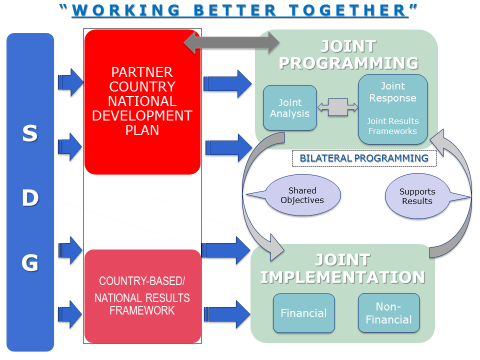 “WORKING BETTER TOGETHER”
S
D
G
PARTNER
COUNTRY
NATIONAL
DEVELOPMENT
PLAN
COUNTRY-BASED/
NATIONAL RESULTS
FRAMEWORK
JOINT
PROGRAMMING
Joint
Analysis
Joint
Response
Joint Results
Frameworks
BILATERAL PROGRAMMING
Shared
Objectives
Supports
Results
JOINT
IMPLEMENTATION
Financial
Non-
Financial